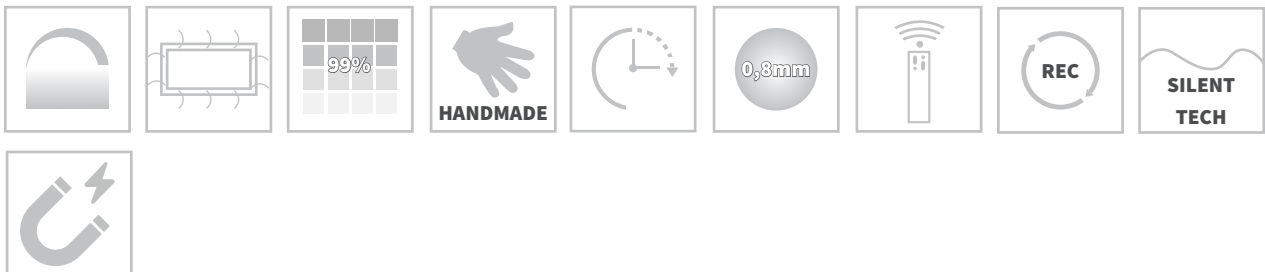 99%
HANDMADE
0,8mm
REC
SILENT
TECH